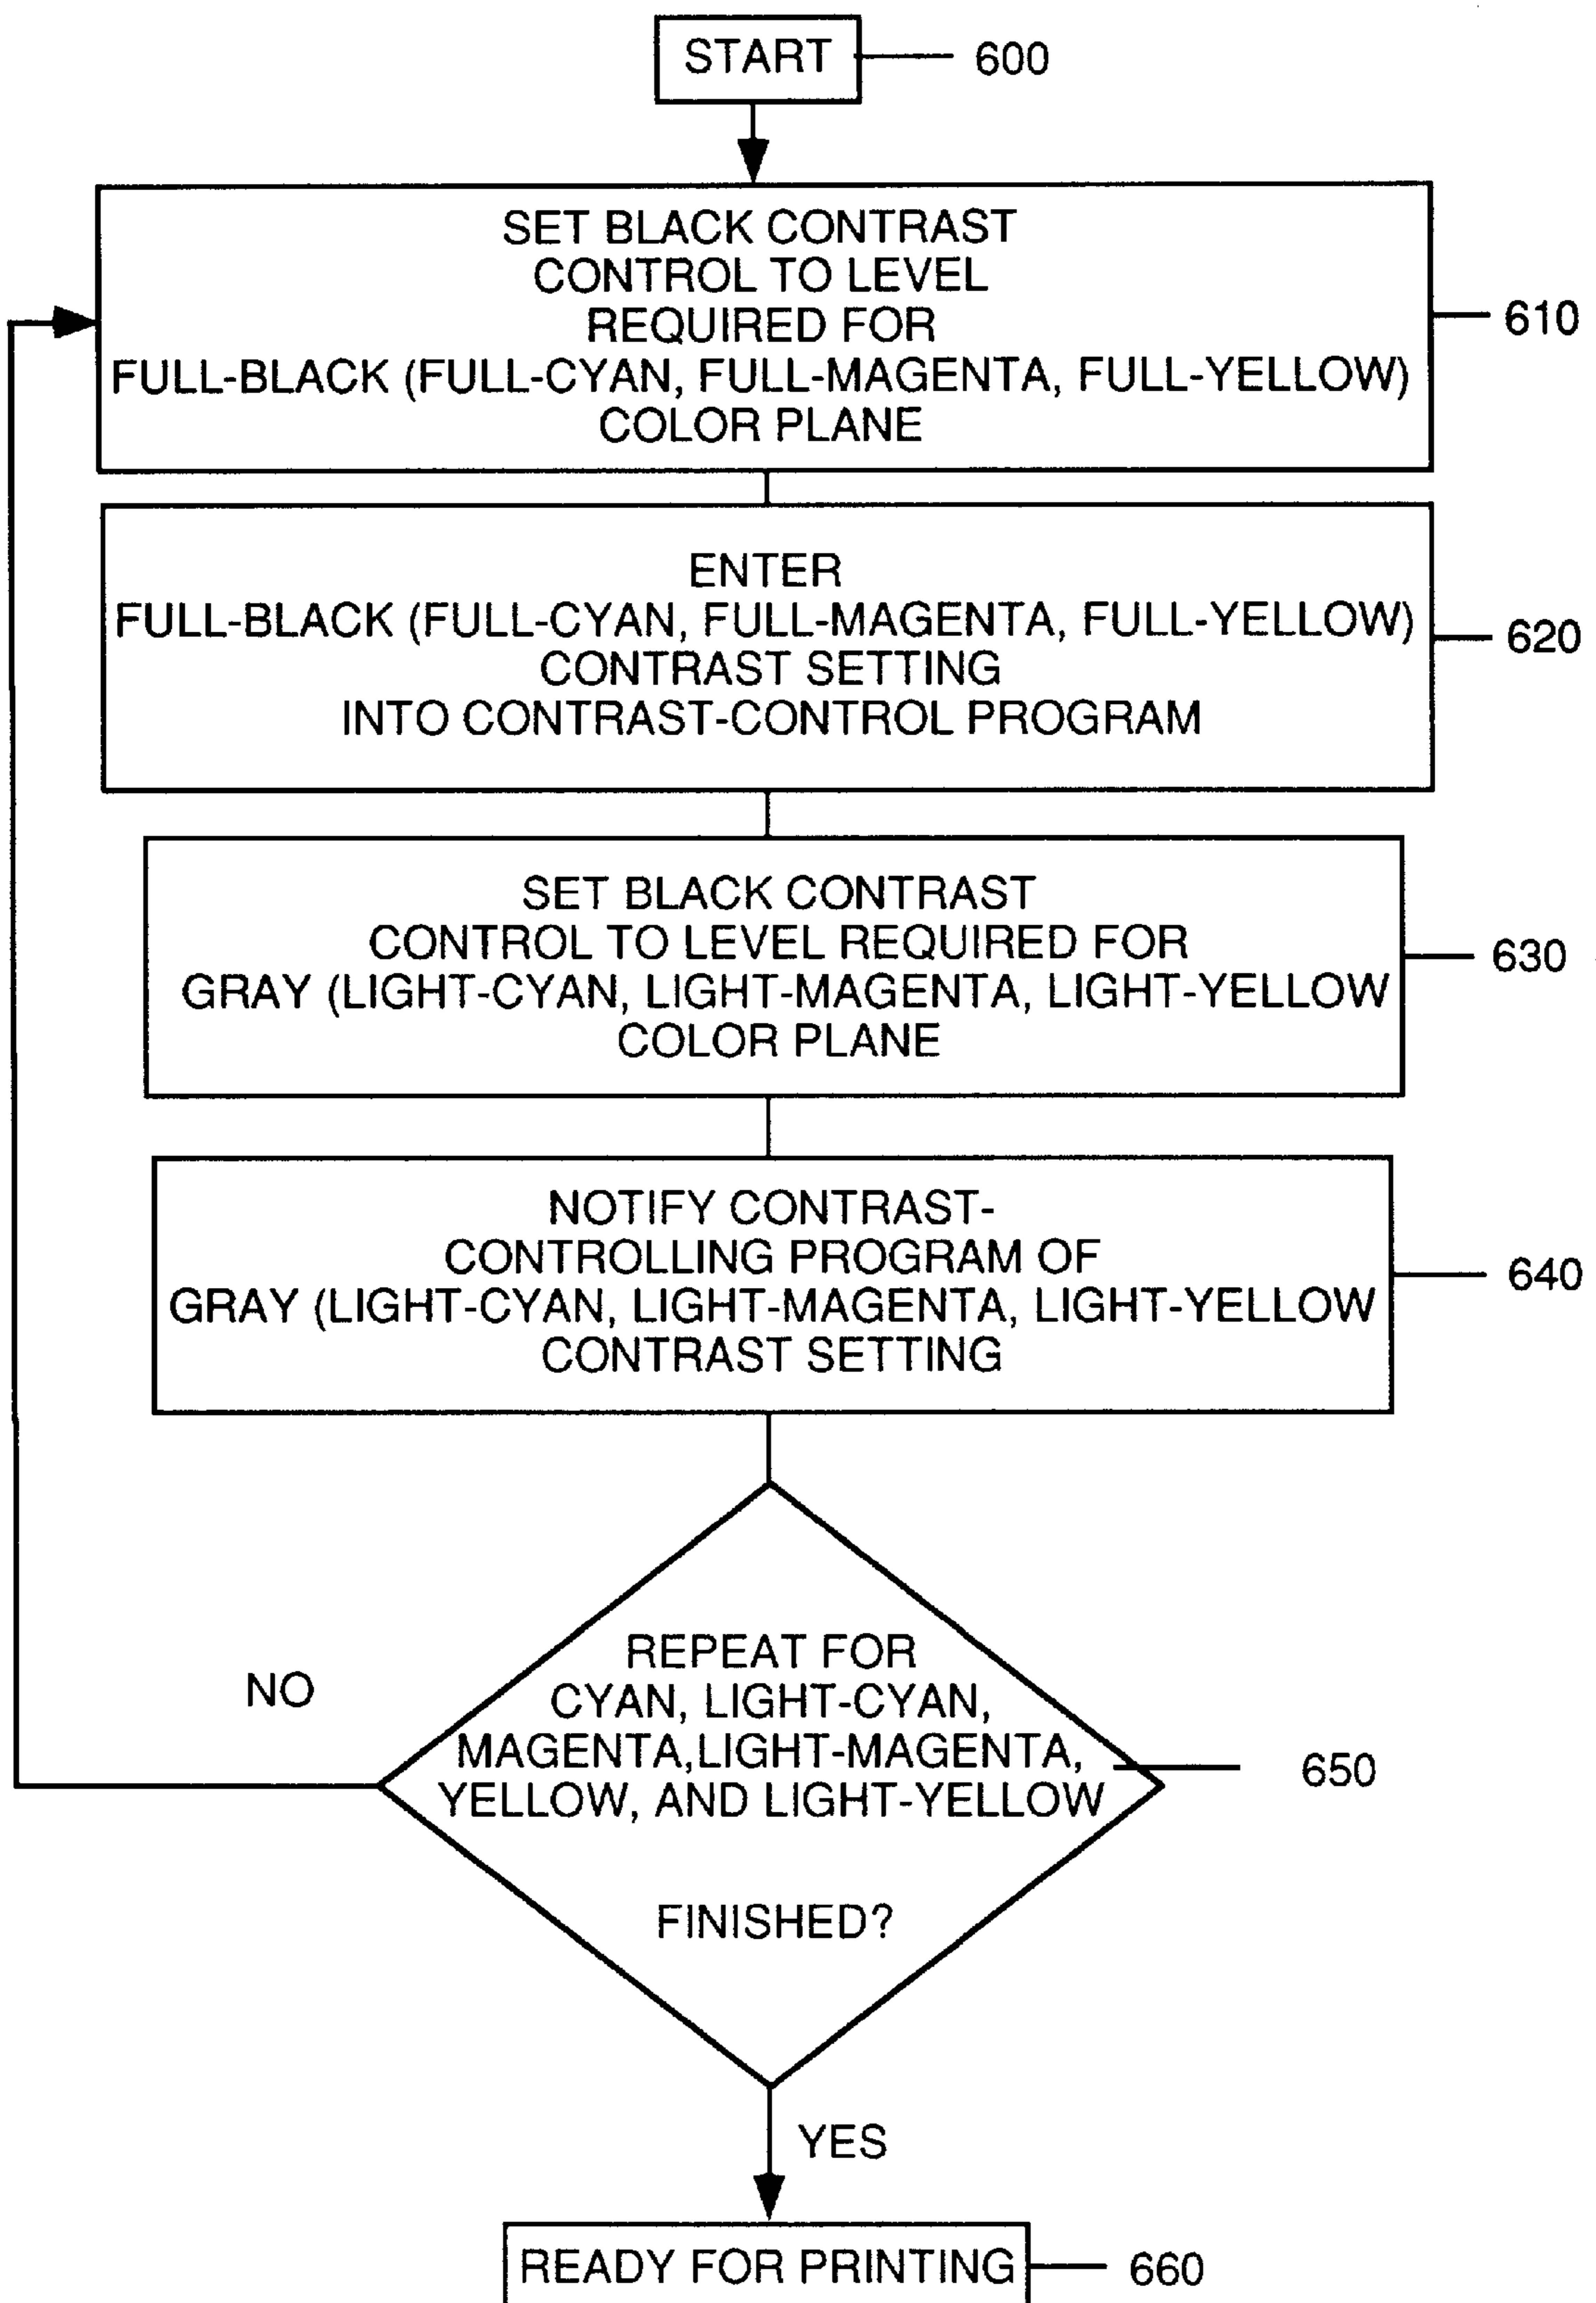 START
600
SET BLACK CONTRAST
CONTROL TO LEVEL
REQUIRED FOR
FULL-BLACK (FULL-CYAN, FULL-MAGENTA, FULL-YELLOW)
COLOR PLANE
610
ENTER
FULL-BLACK (FULL-CYAN, FULL-MAGENTA, FULL-YELLOW)
CONTRAST SETTING
INTO CONTRAST-CONTROL PROGRAM
620
SET BLACK CONTRAST
CONTROL TO LEVEL REQUIRED FOR
GRAY (LIGHT-CYAN, LIGHT-MAGENTA, LIGHT-YELLOW
COLOR PLANE
630
NOTIFY CONTRAST-
CONTROLLING PROGRAM OF
GRAY (LIGHT-CYAN, LIGHT-MAGENTA, LIGHT-YELLOW
CONTRAST SETTING
640
NO
REPEAT FOR
CYAN, LIGHT-CYAN,
MAGENTA,LIGHT-MAGENTA,
YELLOW, AND LIGHT-YELLOW
FINISHED?
650
YES
READY FOR PRINTING
660